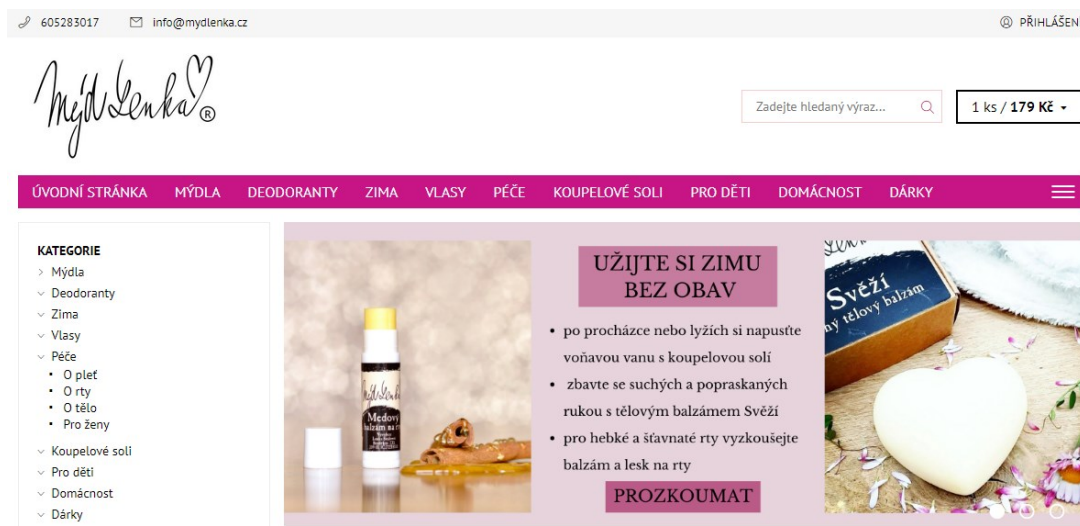 605283017
info@mydlenka.cz
PŘIHLÁŠEN
MýdLenka®
Zadejte hledaný výraz...
1 ks / 179 Kč
ÚVODNÍ STRÁNKA MÝDLA DEODORANTY ZIMA VLASY PÉČE KOUPELOVÉ SOLI PRO DĚTI DOMÁCNOST DÁRKY
KATEGORIE
Mýdla
Deodoranty
Zima
Vlasy
Péče
O pleť
O rty
O tělo
Pro ženy
Koupelové soli
Pro děti
Domácnost
Dárky
MýdLenka
Medový
balzám na rty
UŽIJTE SI ZIMU
BEZ OBAV
• po procházce nebo lyžích si napusťte
voňavou vanu s koupelovou solí
• zbavte se suchých a popraskaných
rukou s tělovým balzámem Svěží
• pro hebké a šťavnaté rty vyzkoušejte
balzám a lesk na rty
PROZKOUMAT
Svěží
ný tělový balzám